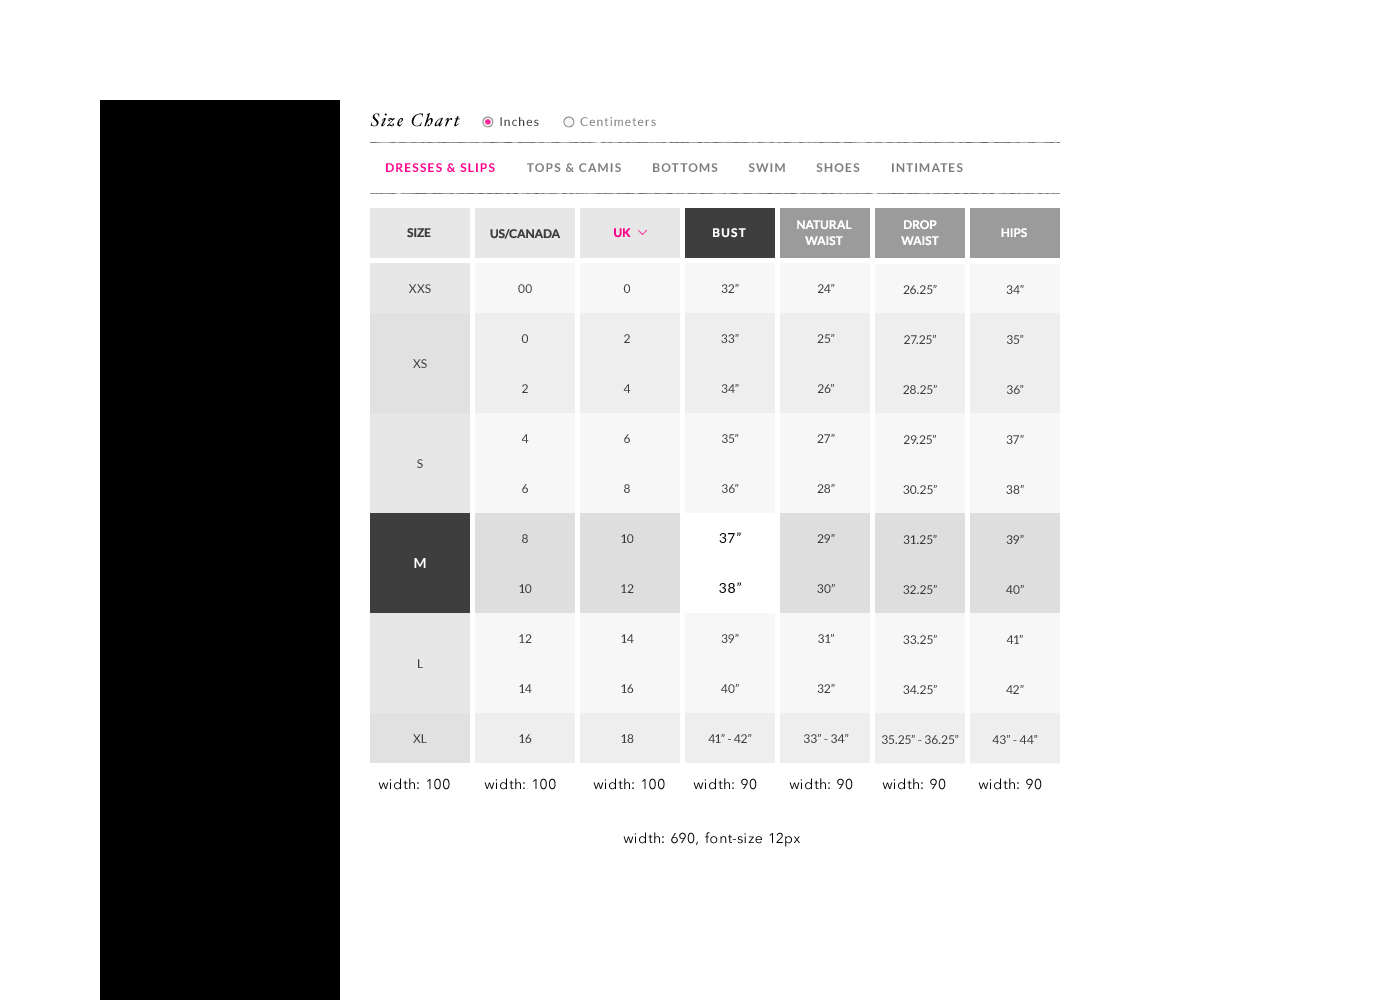 Size Chart Inches Centimeters
DRESSES & SLIPS TOPS & CAMIS BOTTOMS SWIM SHOES INTIMATES
SIZE US/CANADA UK BUST NATURAL WAIST DROP WAIST HIPS
XXS 00 0 32” 24” 26.25” 34”
XS 0 2 33” 25” 27.25” 35”
2 4 34” 26” 28.25” 36”
S 4 6 35” 27” 29.25” 37”
6 8 36” 28” 30.25” 38”
M 8 10 37” 29” 31.25” 39”
10 12 38” 30” 32.25” 40”
L 12 14 39” 31” 33.25” 41”
14 16 40” 32” 34.25” 42”
XL 16 18 41” - 42” 33” - 34” 35.25” - 36.25” 43” - 44”
width: 100 width: 100 width: 100 width: 90 width: 90 width: 90 width: 90
width: 690, font-size 12px